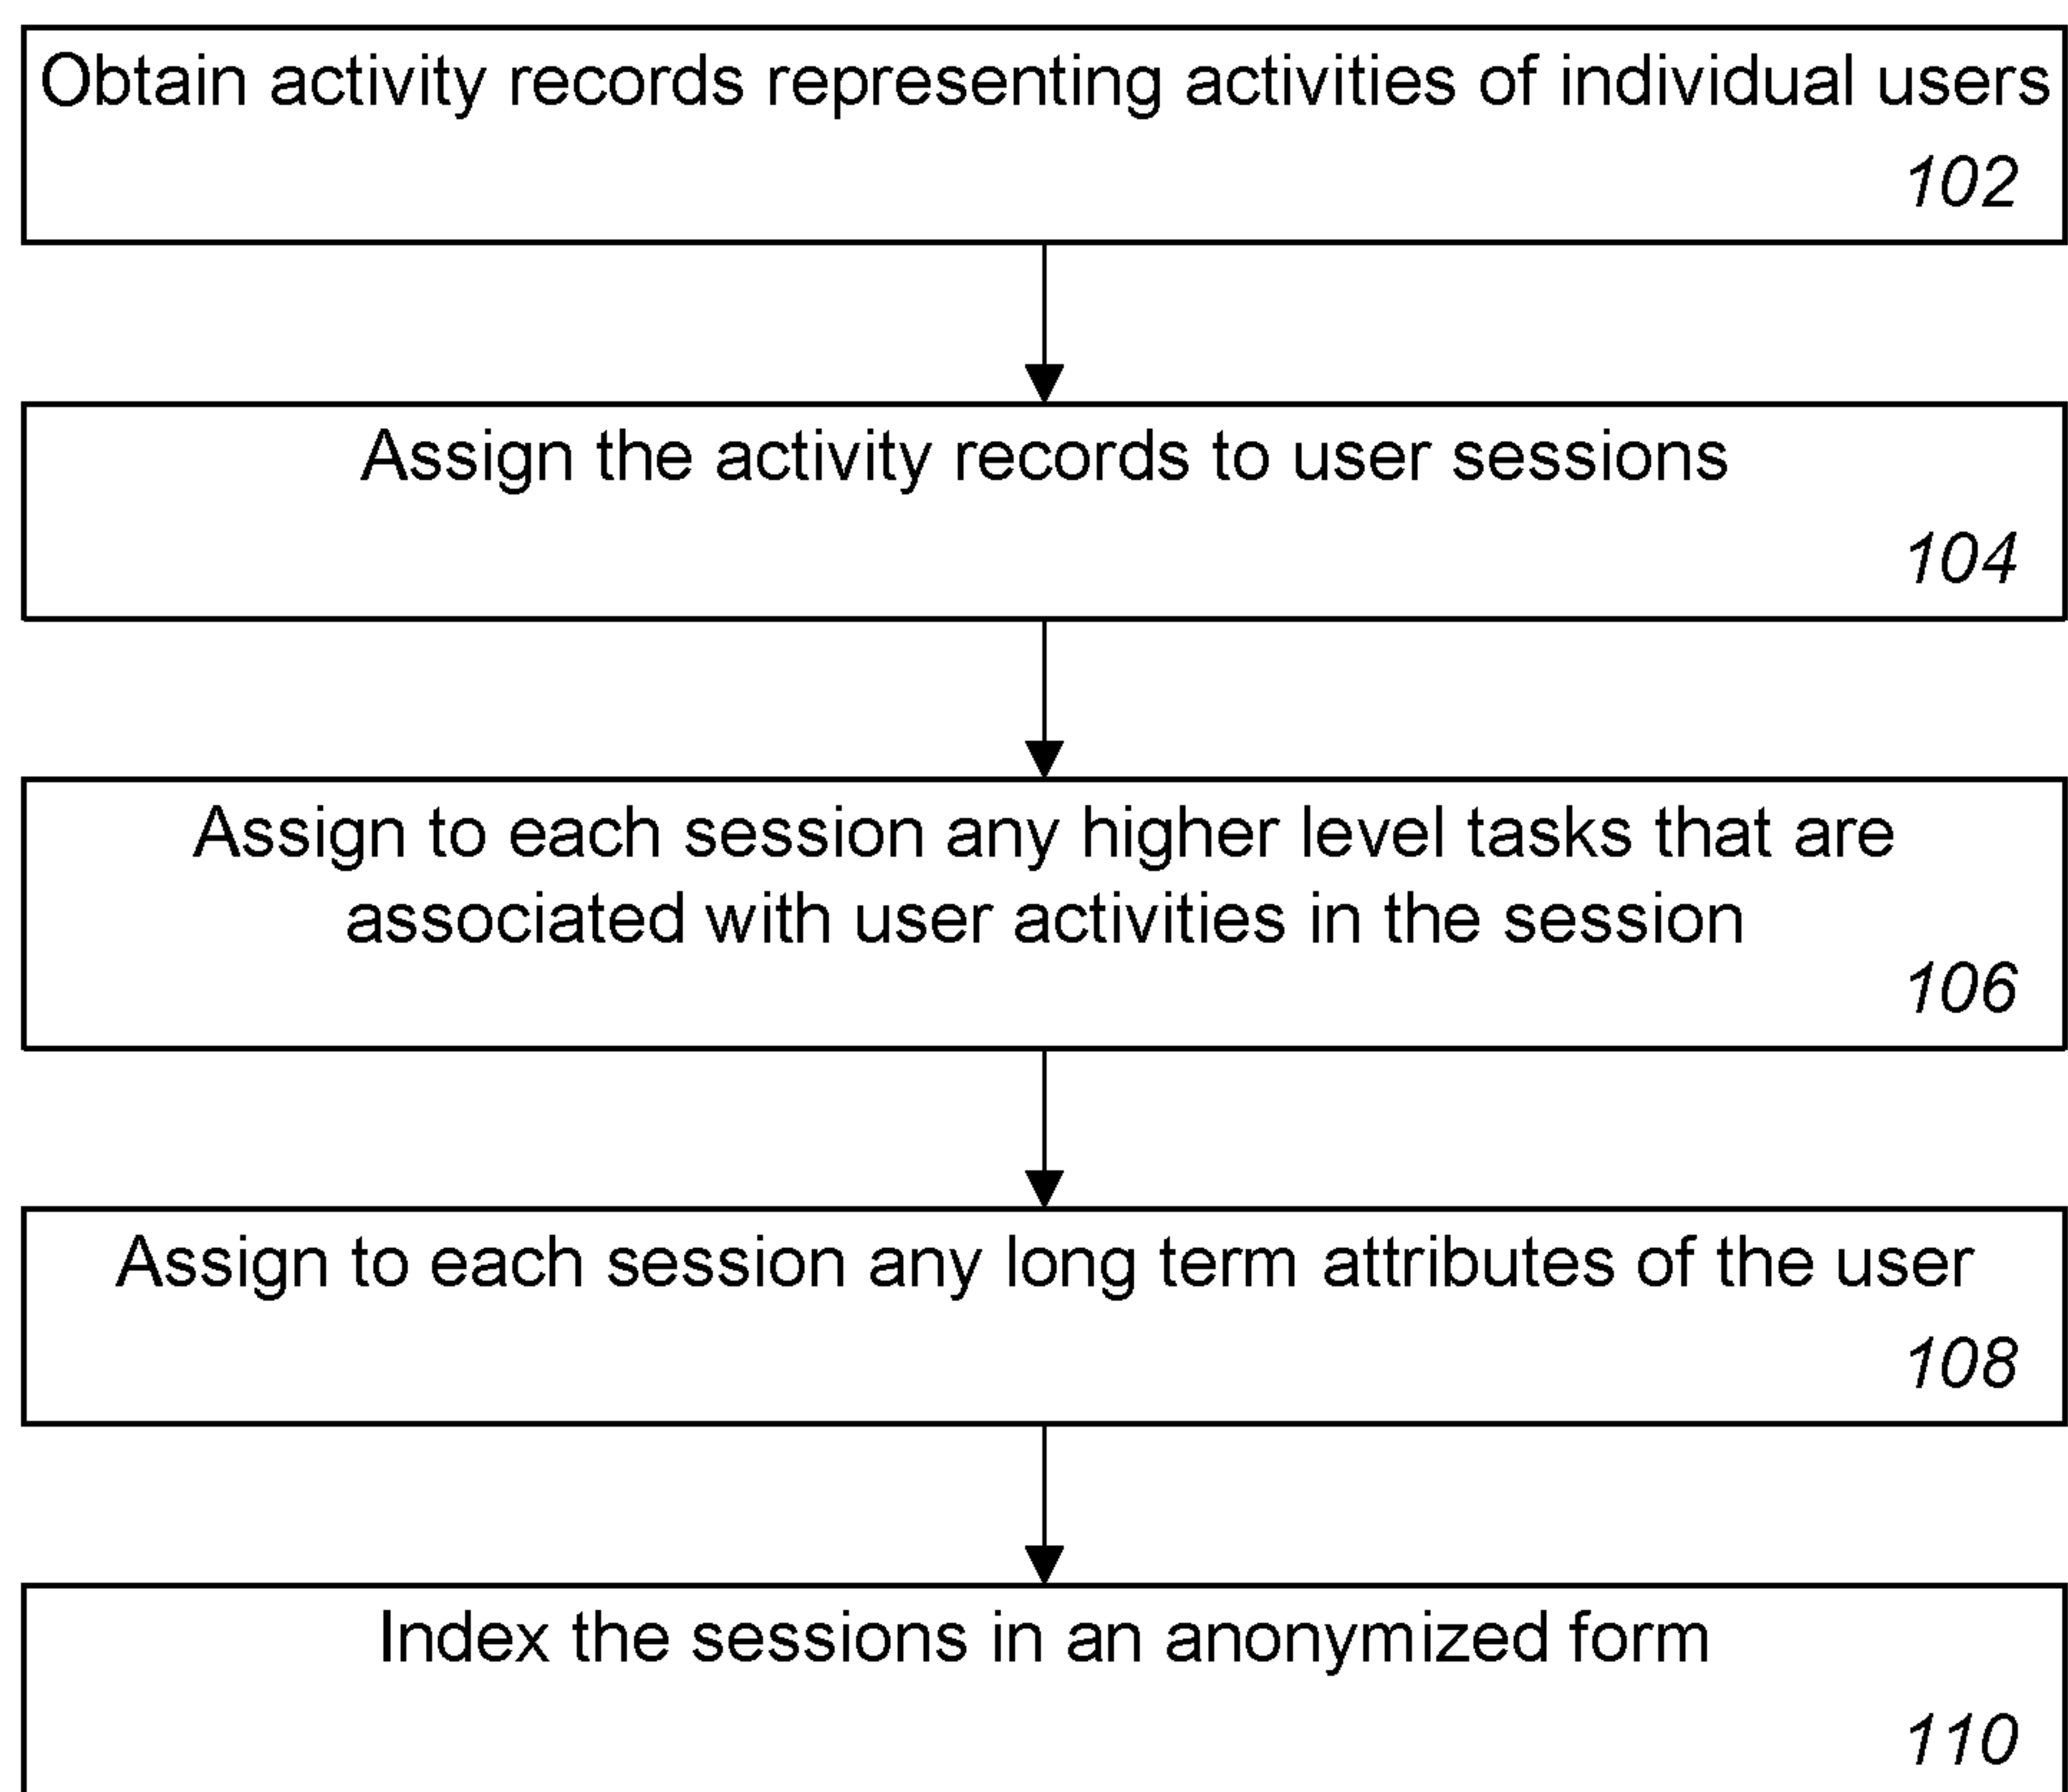 Obtain activity records representing activities of individual users
102
Assign the activity records to user sessions
104
Assign to each session any higher level tasks that are
associated with user activities in the session
106
Assign to each session any long term attributes of the user
108
Index the sessions in an anonymized form
110